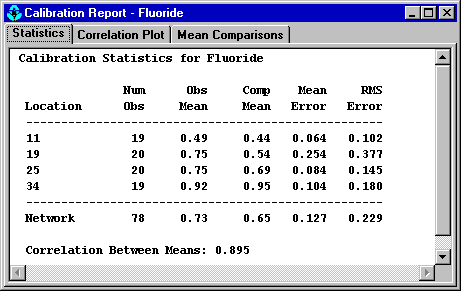 Calibration Report - Fluoride
Statistics Correlation Plot Mean Comparisons
Calibration Statistics for Fluoride
Num Obs Comp Mean RMS
Location Obs Mean Mean Error Error
------------------------------------------------------
11 19 0.49 0.44 0.064 0.102
19 20 0.75 0.54 0.254 0.377
25 20 0.75 0.69 0.084 0.145
34 19 0.92 0.95 0.104 0.180
------------------------------------------------------
Network 78 0.73 0.65 0.127 0.229
Correlation Between Means: 0.895